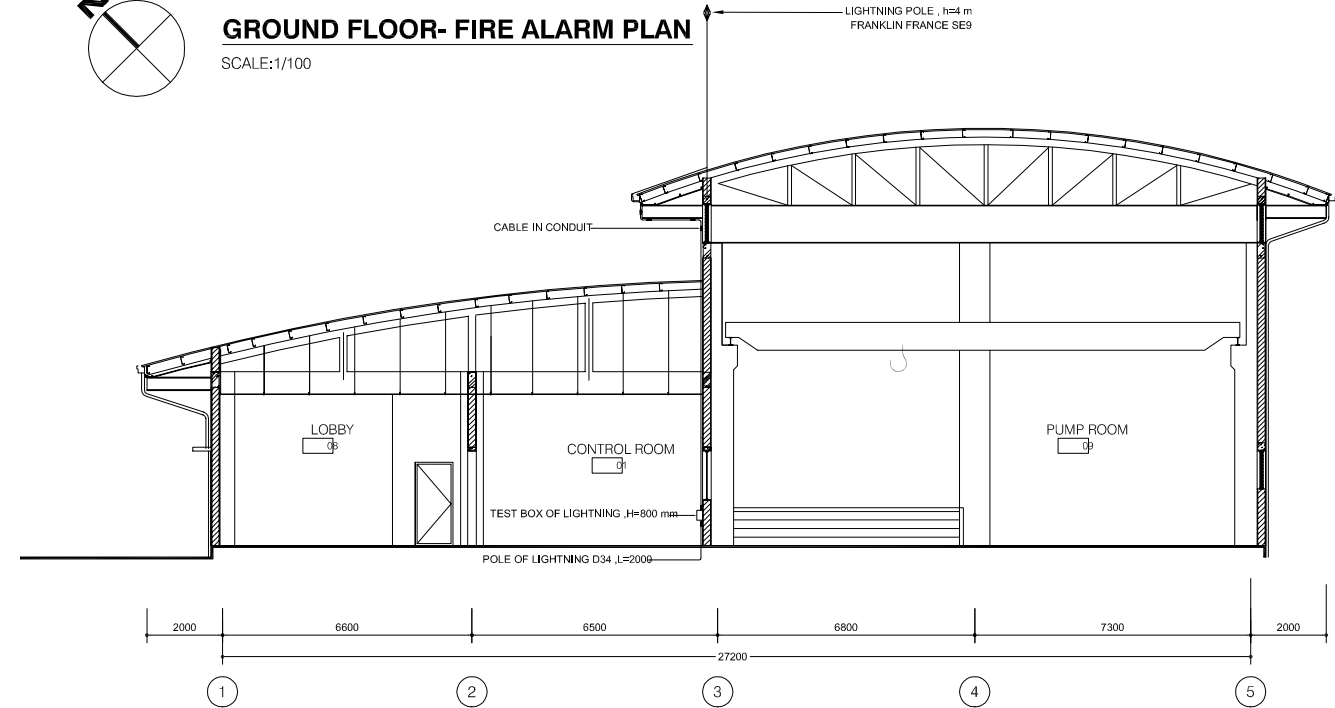 N
GROUND FLOOR- FIRE ALARM PLAN
SCALE:1/100
LIGHTNING POLE , h=4 m
FRANKLIN FRANCE SE9
CABLE IN CONDUIT
LOBBY
08
CONTROL ROOM
01
PUMP ROOM
09
TEST BOX OF LIGHTNING ,H=800 mm
POLE OF LIGHTNING D34 ,L=2000
2000
6600
6500
6800
7300
2000
27200
1
2
3
4
5